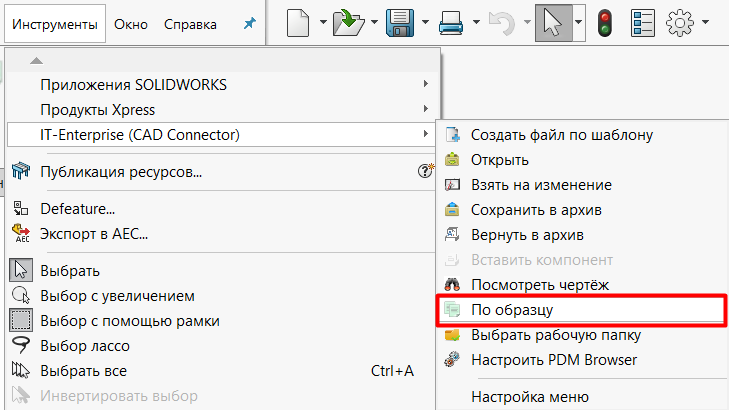 Инструменты Окно Справка
Приложения SOLIDWORKS
Продукты Xpress
IT-Enterprise (CAD Connector)
Публикация ресурсов...
Defeature...
Экспорт в AEC...
Выбрать
Выбор с увеличением
Выбор с помощью рамки
Выбор лассо
Выбрать все Ctrl+A
Инвертировать выбор
Создать файл по шаблону
Открыть
Взять на изменение
Сохранить в архив
Вернуть в архив
Вставить компонент
Посмотреть чертёж
По образцу
Выбрать рабочую папку
Настроить PDM Browser
Настройка меню